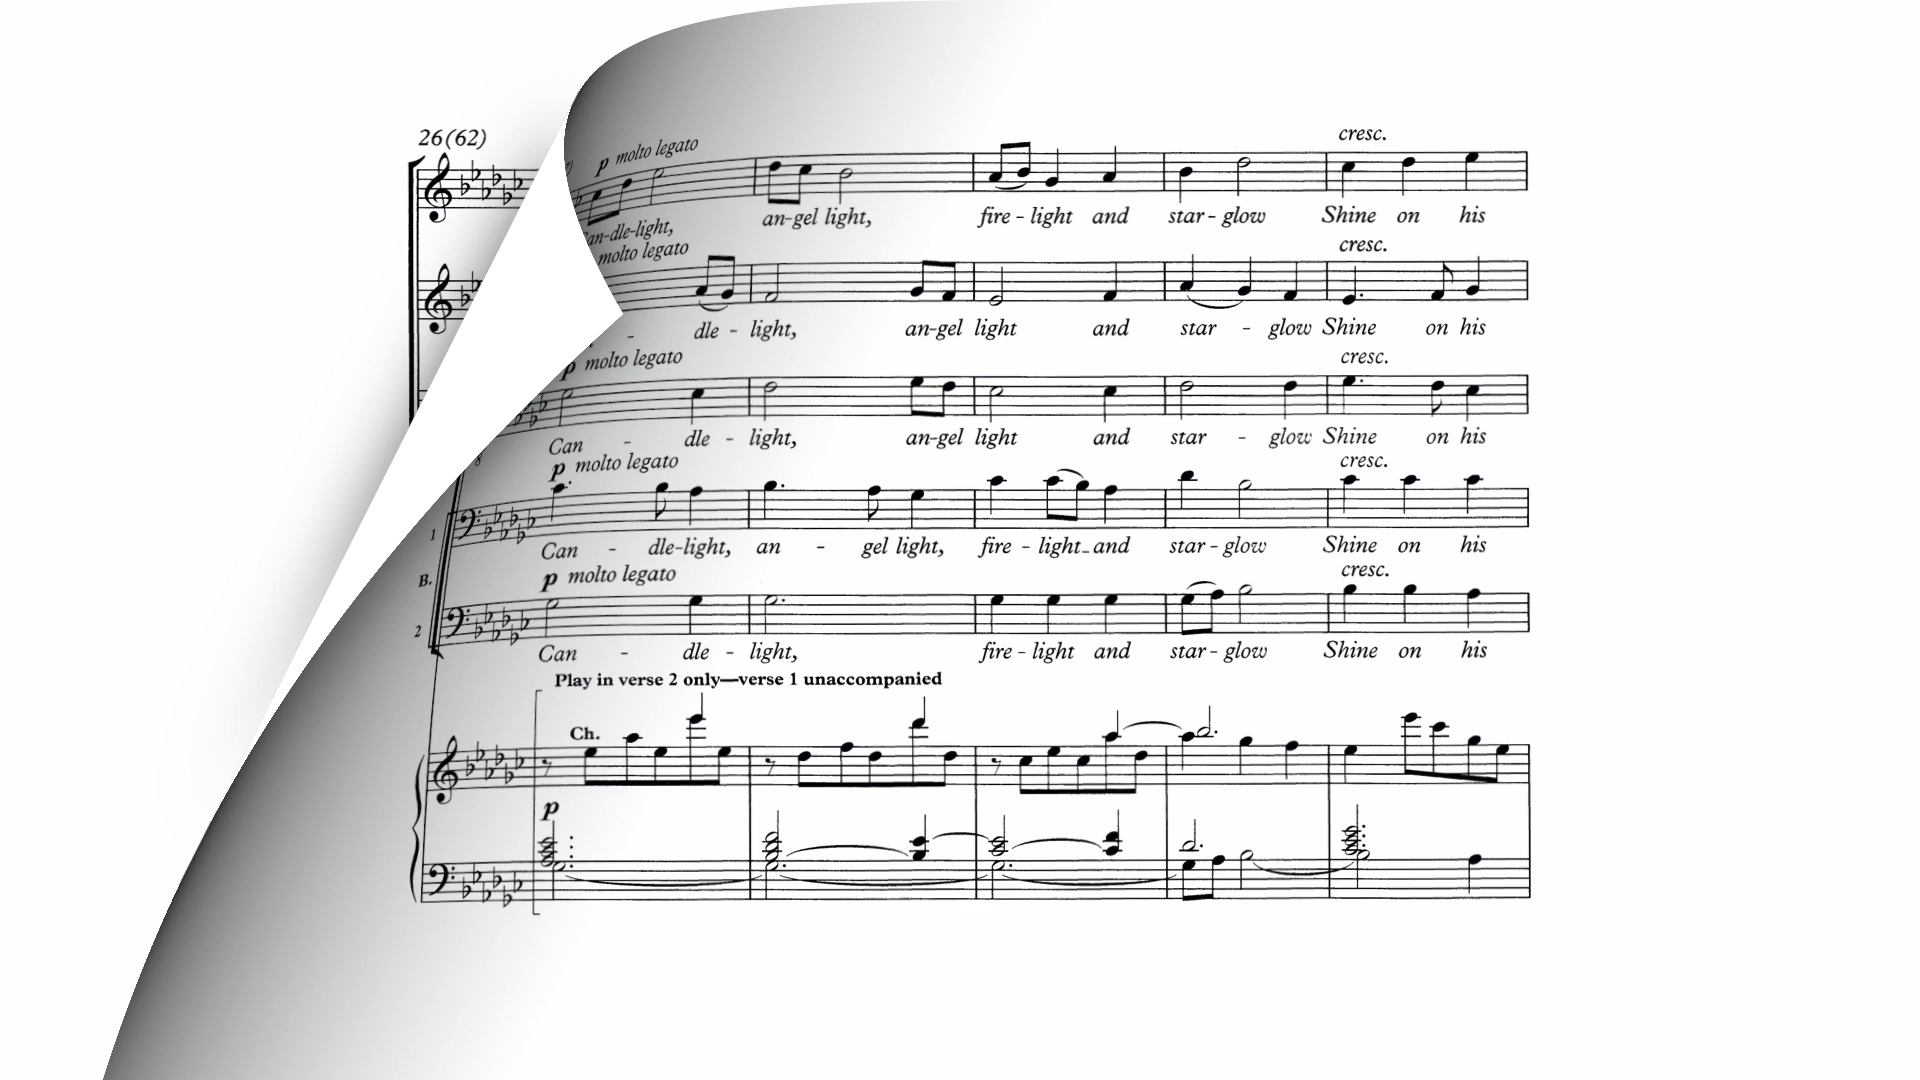 26(62)
cresc.
p molto legato
an-gel light, fire - light and star - glow Shine on his
an-dle-light,
molto legato
cresc.
- dle - light, an-gel light and star - glow Shine on his
p molto legato
cresc.
Can - dle - light, an-gel light and star - glow Shine on his
8
p molto legato
cresc.
1
Can - dle-light, an - gel light, fire - light and star - glow Shine on his
B.
p molto legato
cresc.
2
Can - dle - light, fire - light and star - glow Shine on his
Play in verse 2 only—verse 1 unaccompanied
Ch.
p